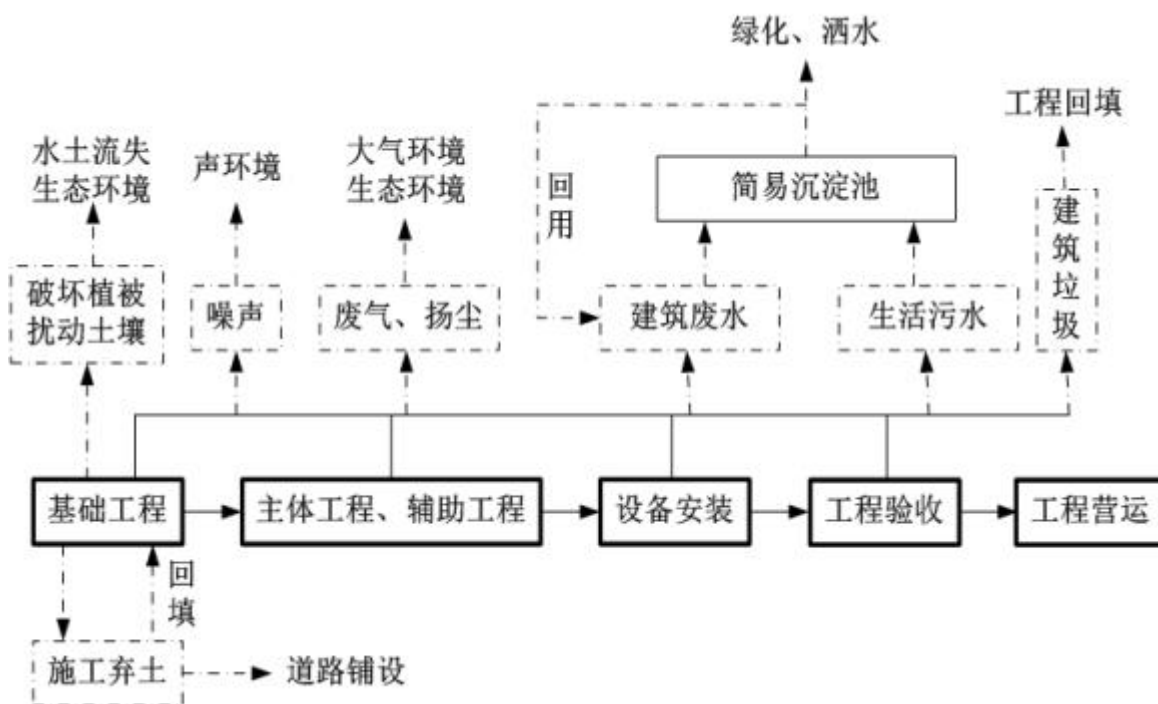 绿化、洒水
工程回填
水土流失
生态环境
声环境
大气环境
生态环境
回用
简易沉淀池
建筑垃圾
破坏植被
扰动土壤
噪声
废气、扬尘
建筑废水
生活污水
基础工程
主体工程、辅助工程
设备安装
工程验收
工程营运
回填
施工弃土
道路铺设